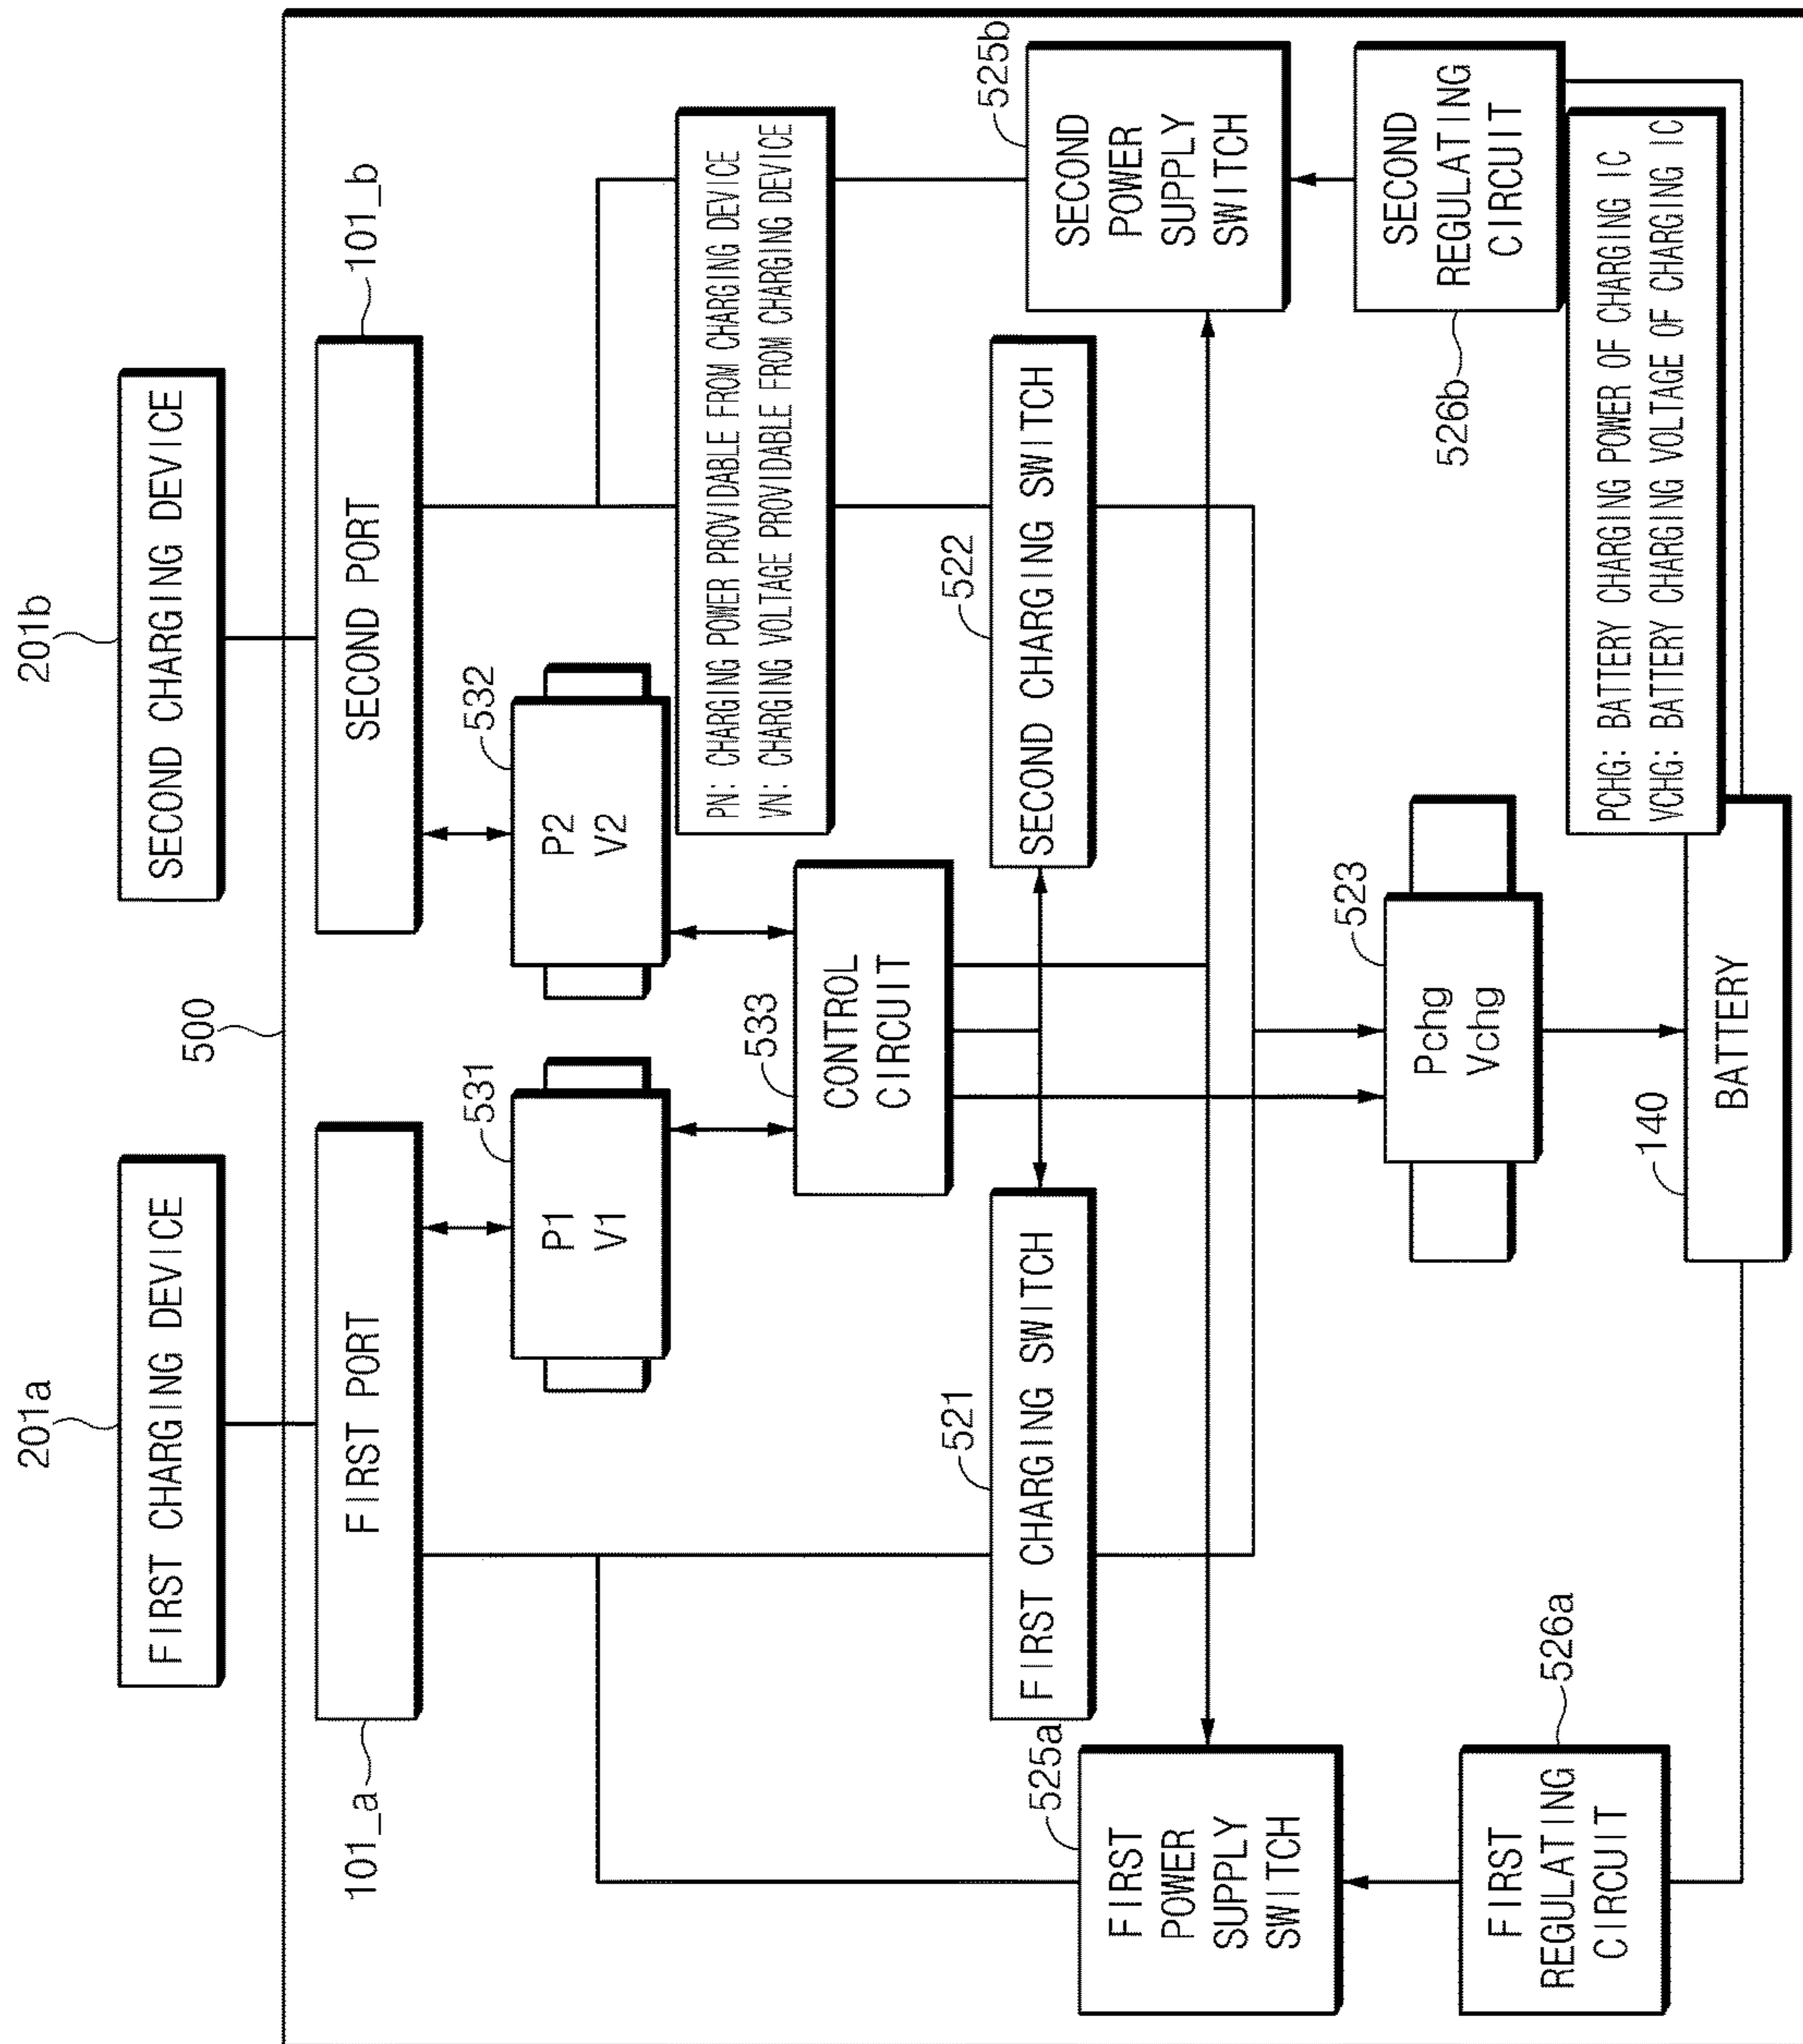 201a
201b
FIRST CHARGING DEVICE
SECOND CHARGING DEVICE
500
101_a
FIRST PORT
SECOND PORT
101_b
531
P1
V1
532
P2
V2
PN: CHARGING POWER PROVIDABLE FROM CHARGING DEVICE
VN: CHARGING VOLTAGE PROVIDABLE FROM CHARGING DEVICE
533
CONTROL
CIRCUIT
521
FIRST CHARGING SWITCH
522
SECOND CHARGING SWITCH
525a
FIRST
POWER
SUPPLY
SWITCH
525b
SECOND
POWER
SUPPLY
SWITCH
523
Pchg
Vchg
526a
FIRST
REGULATING
CIRCUIT
526b
SECOND
REGULATING
CIRCUIT
140
BATTERY
PCHG: BATTERY CHARGING POWER OF CHARGING IC
VCHG: BATTERY CHARGING VOLTAGE OF CHARGING IC